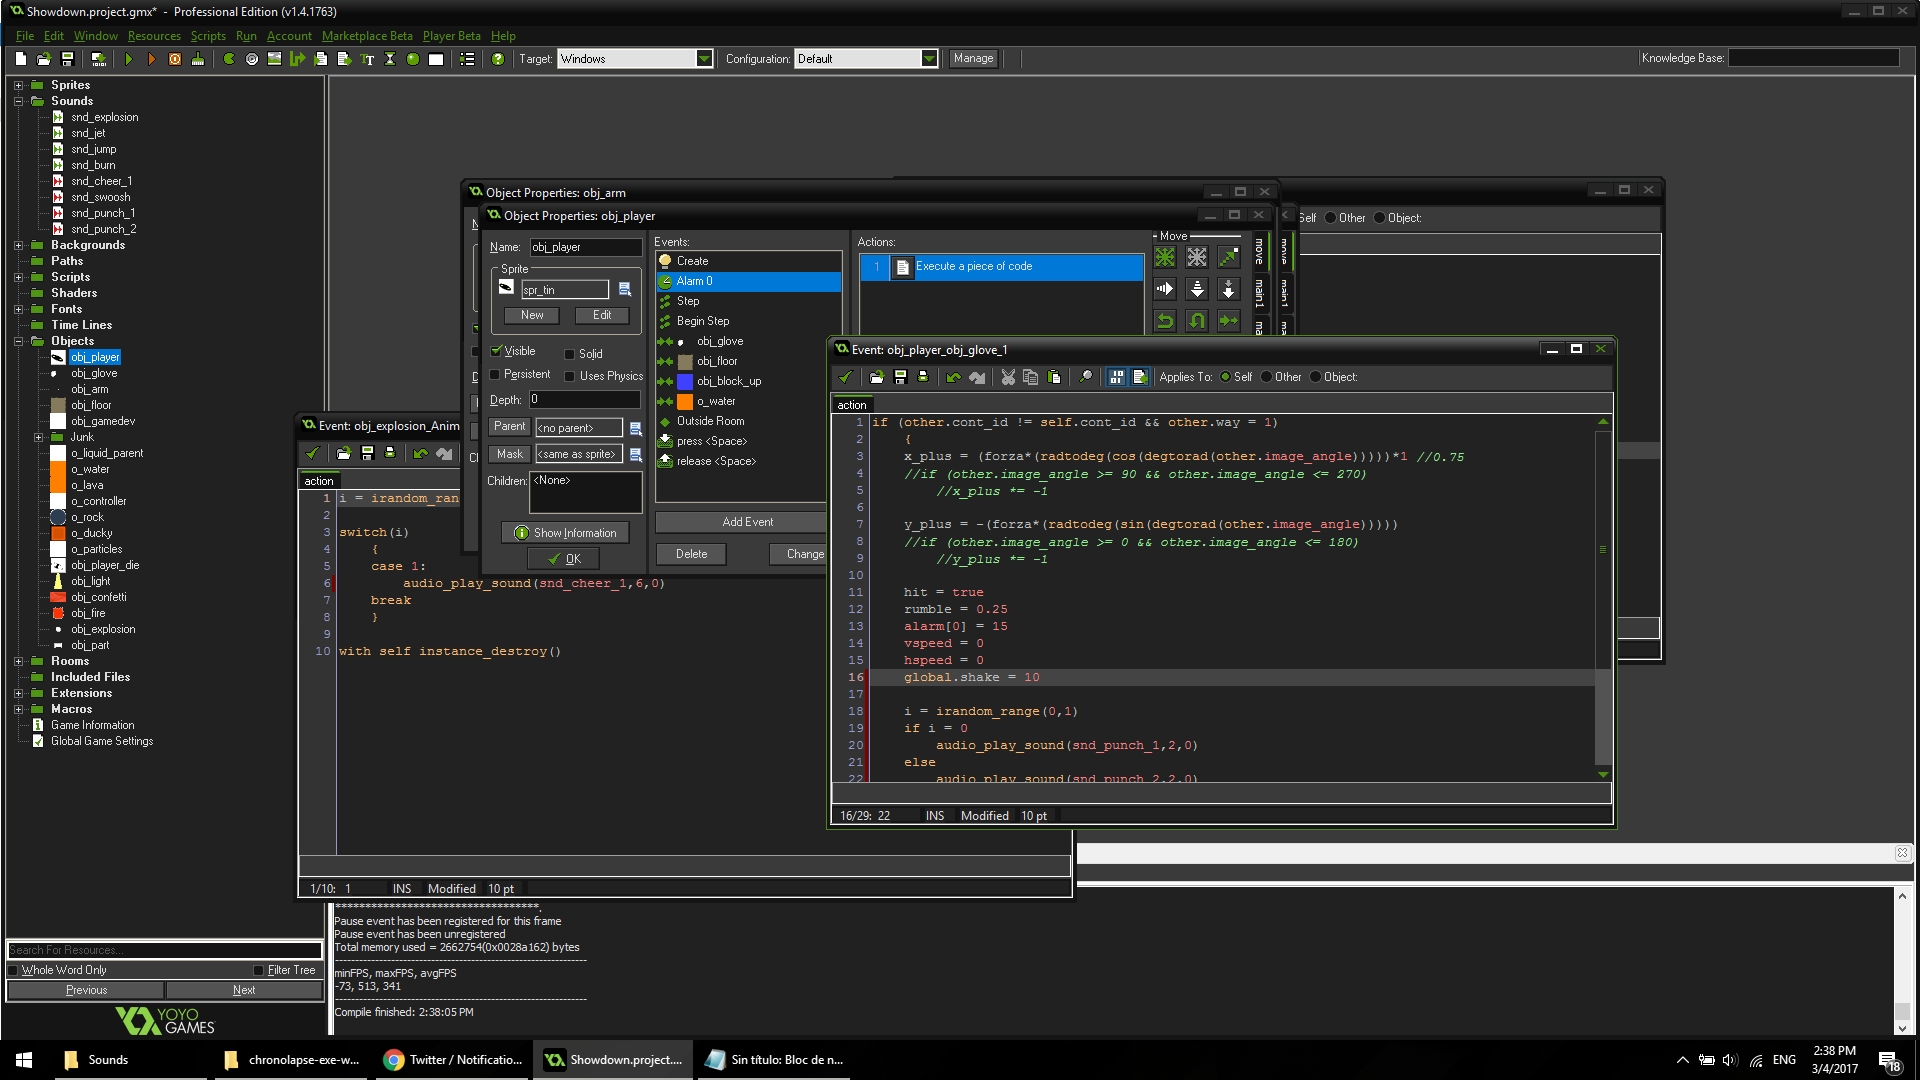 Showdown.project.gmx*  -  Professional Edition (v1.4.1763)
File Edit Window Resources Scripts Run Account Marketplace Beta Player Beta Help
Target: Windows Configuration: Default Manage Knowledge Base:
Sprites
Sounds
snd_explosion
snd_jet
snd_jump
snd_burn
snd_cheer_1
snd_swoosh
snd_punch_1
snd_punch_2
Backgrounds
Paths
Scripts
Shaders
Fonts
Time Lines
Objects
obj_player
obj_glove
obj_arm
obj_floor
obj_gamedev
Junk
o_liquid_parent
o_water
o_lava
o_controller
o_rock
o_ducky
o_particles
obj_player_die
obj_light
obj_confetti
obj_fire
obj_explosion
obj_part
Rooms
Included Files
Extensions
Macros
Game Information
Global Game Settings
Search For Resources...
Whole Word Only Filter Tree
Previous Next
YOYO GAMES
Object Properties: obj_arm
Self Other Object:
Object Properties: obj_player
Name: obj_player
Sprite
spr_tin
New Edit
Visible Solid
Persistent Uses Physics
Depth: 0
Parent <no parent>
Mask <same as sprite>
Children: <None>
Show Information
OK
Events:
Create
Alarm 0
Step
Begin Step
obj_glove
obj_floor
obj_block_up
o_water
Outside Room
press <Space>
release <Space>
Add Event
Delete Change
Actions:
1 Execute a piece of code
Move
move
main1
move
main1
Event: obj_explosion_Anim
action
1 i = irandom_ran
2
3 switch(i)
4 {
5 case 1:
6 audio_play_sound(snd_cheer_1,6,0)
7 break
8 }
9
10 with self instance_destroy()
1/10: 1 INS Modified 10 pt
Event: obj_player_obj_glove_1
Applies To: Self Other Object:
action
1 if (other.cont_id != self.cont_id && other.way = 1)
2 {
3 x_plus = (forza*(radtodeg(cos(degtorad(other.image_angle)))))*1 //0.75
4 //if (other.image_angle >= 90 && other.image_angle <= 270)
5 //x_plus *= -1
6
7 y_plus = -(forza*(radtodeg(sin(degtorad(other.image_angle)))))
8 //if (other.image_angle >= 0 && other.image_angle <= 180)
9 //y_plus *= -1
10
11 hit = true
12 rumble = 0.25
13 alarm[0] = 15
14 vspeed = 0
15 hspeed = 0
16 global.shake = 10
17
18 i = irandom_range(0,1)
19 if i = 0
20 audio_play_sound(snd_punch_1,2,0)
21 else
22 audio_play_sound(snd_punch_2,2,0)
16/29: 22 INS Modified 10 pt
Pause event has been registered for this frame
Pause event has been unregistered
Total memory used = 2662754(0x0028a162) bytes
minFPS, maxFPS, avgFPS
-73, 513, 341
Compile finished: 2:38:05 PM
Sounds chronolapse-exe-w... Twitter / Notificatio... Showdown.project.... Sin título: Bloc de n...
ENG 2:38 PM
3/4/2017
18